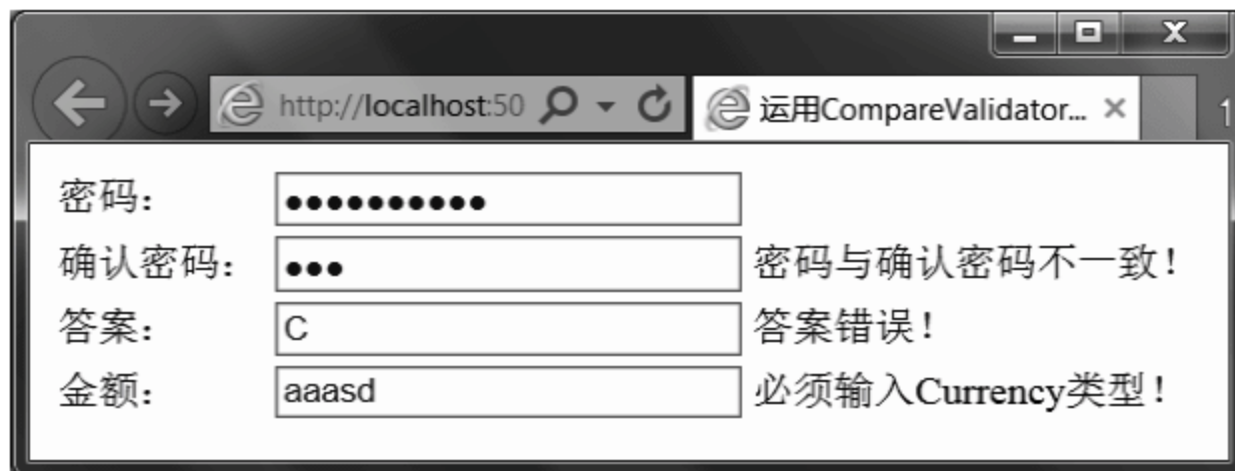 http://localhost:50
运用CompareValidator...
密码：
确认密码：
密码与确认密码不一致！
答案：
C
答案错误！
金额：
aaasd
必须输入Currency类型！